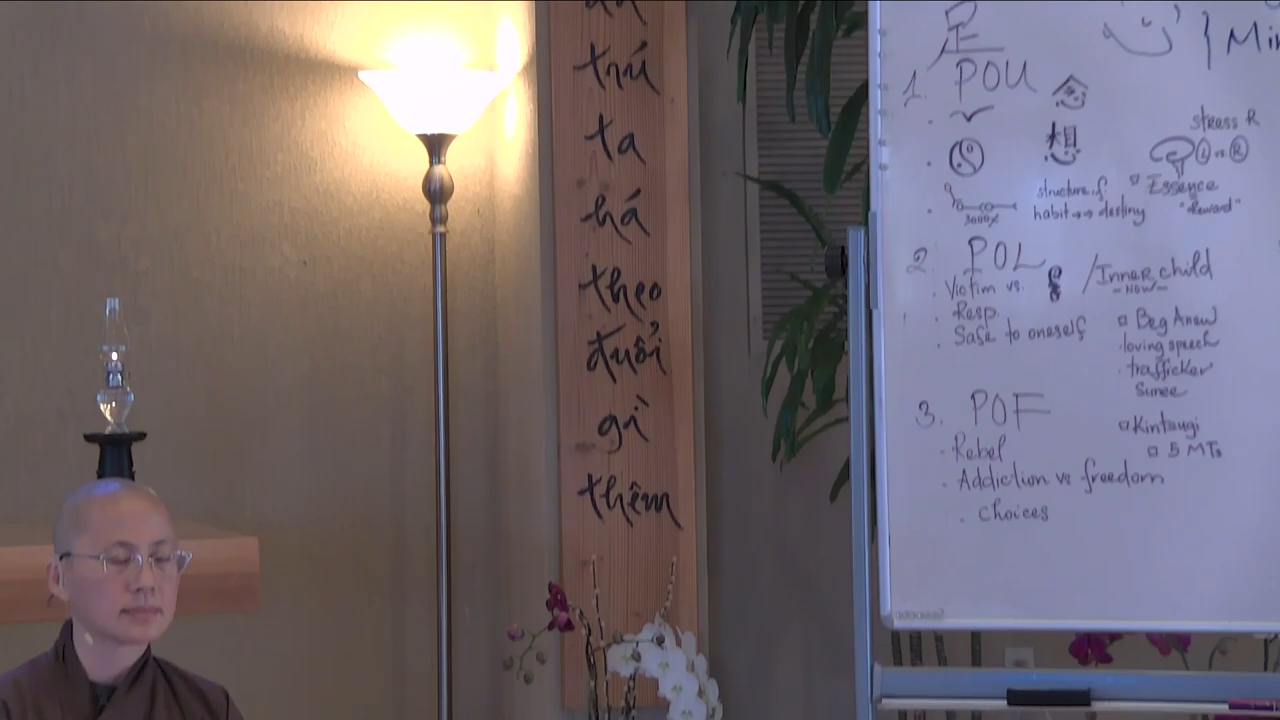 trú
ta
há
theo
đuổi
gì
thêm
足
} Mi
1. POU
念
想
stress R
L vs R
3000x
structure of
habit →→ destiny
Essence
"Reward"
2. POL
/ Inner child
- NOW -
· Victim vs.
· Resp.
· Safe to oneself
Beg Anew
· loving speech
· trafficker
3. POF
Kintsugi
5 MTs
- Rebel
- Addiction vs freedom
. choices